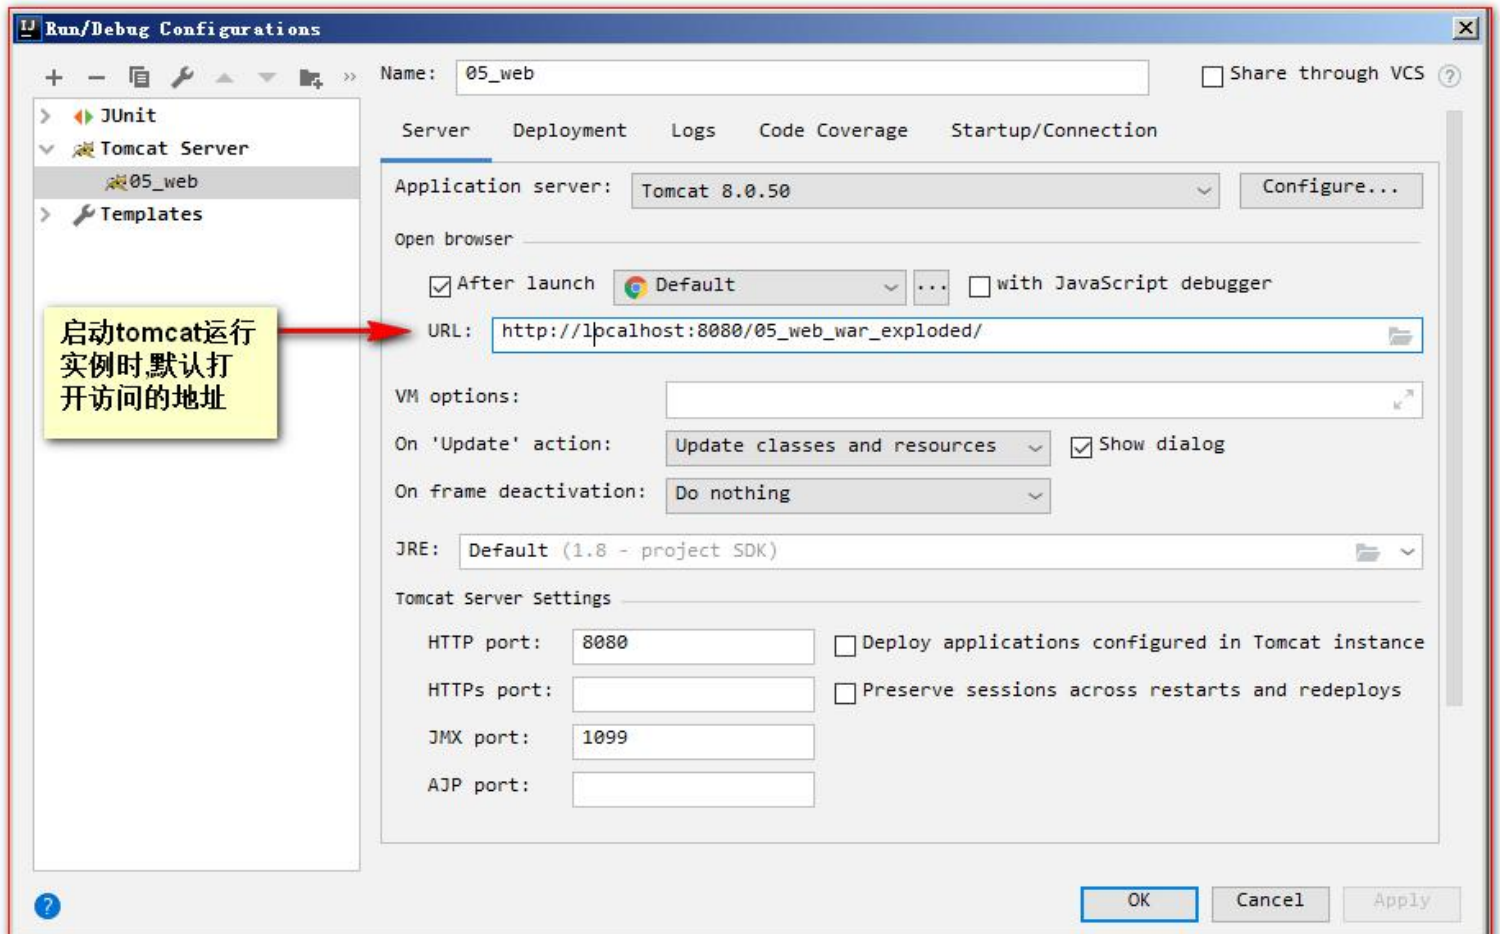 Run/Debug Configurations
Name: 05_web
Share through VCS
JUnit
Tomcat Server
05_web
Templates
Server Deployment Logs Code Coverage Startup/Connection
Application server: Tomcat 8.0.50 Configure...
Open browser
After launch Default ... with JavaScript debugger
URL: http://localhost:8080/05_web_war_exploded/
启动tomcat运行
实例时,默认打
开访问的地址
VM options:
On 'Update' action: Update classes and resources Show dialog
On frame deactivation: Do nothing
JRE: Default (1.8 - project SDK)
Tomcat Server Settings
HTTP port: 8080 Deploy applications configured in Tomcat instance
HTTPs port: Preserve sessions across restarts and redeploys
JMX port: 1099
AJP port:
OK Cancel Apply